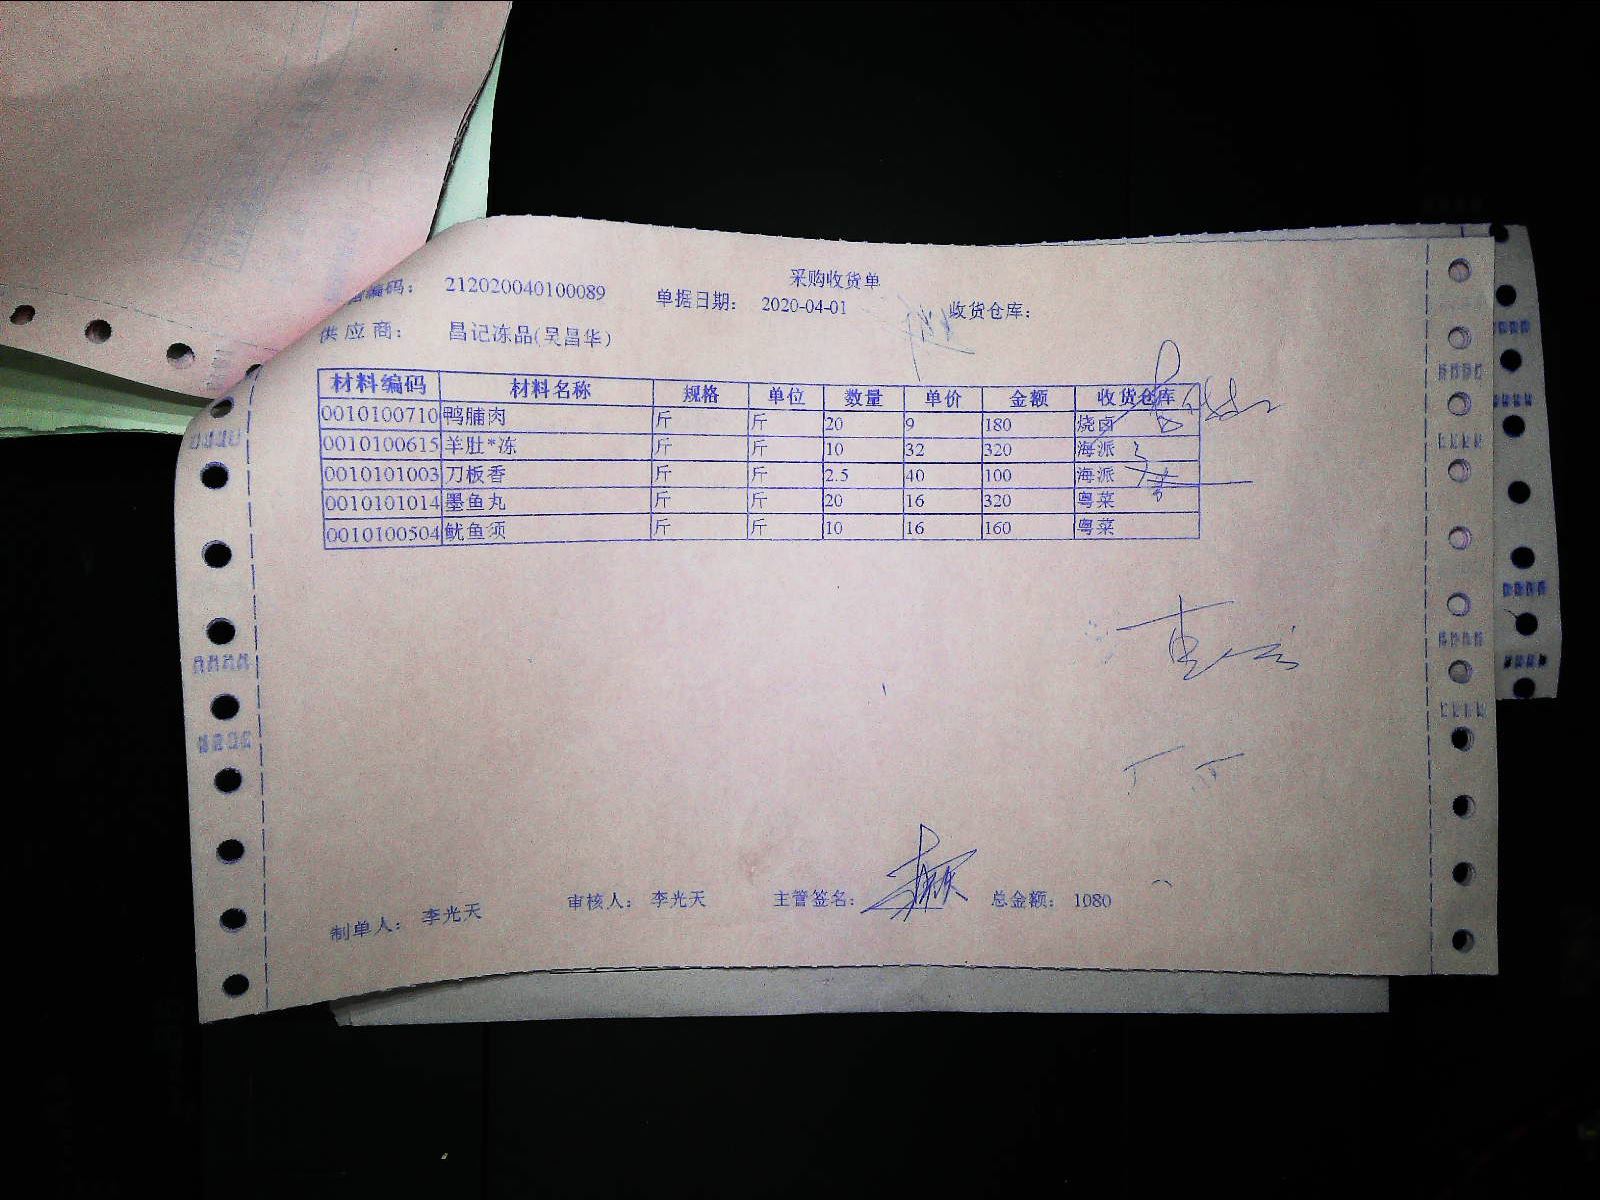 采购收货单
编码： 212020040100089 单据日期： 2020-04-01 收货仓库：
供应商： 昌记冻品(吴昌华)
材料编码 材料名称 规格 单位 数量 单价 金额 收货仓库
0010100710 鸭脯肉 斤 斤 20 9 180 烧卤
0010100615 羊肚*冻 斤 斤 10 32 320 海派
0010101003 刀板香 斤 斤 2.5 40 100 海派
0010101014 墨鱼丸 斤 斤 20 16 320 粤菜
0010100504 鱿鱼须 斤 斤 10 16 160 粤菜
制单人： 李光天 审核人： 李光天 主管签名： 总金额： 1080